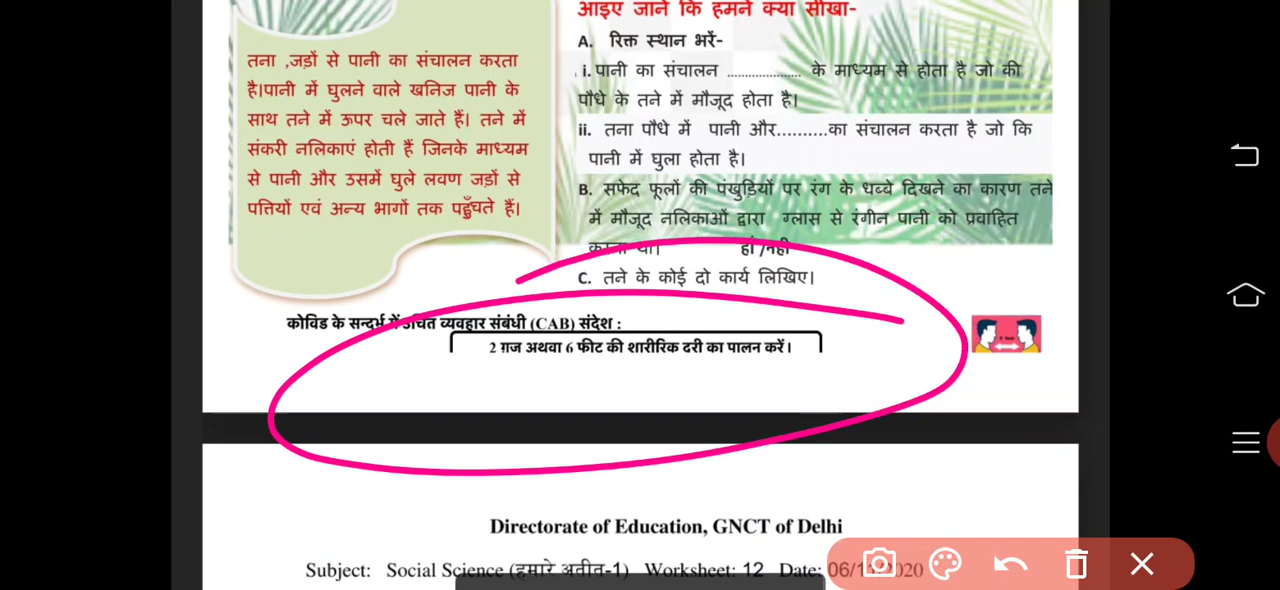 तना ,जड़ों से पानी का संचालन करता
है।पानी में घुलने वाले खनिज पानी के
साथ तने में ऊपर चले जाते हैं। तने में
संकरी नलिकाएं होती हैं जिनके माध्यम
से पानी और उसमें घुले लवण जड़ों से
पत्तियों एवं अन्य भागों तक पहुँचते हैं।
आइए जाने कि हमने क्या सीखा-
A. रिक्त स्थान भरें-
i. पानी का संचालन ..................... के माध्यम से होता है जो की
पौधे के तने में मौजूद होता है।
ii. तना पौधे में पानी और..........का संचालन करता है जो कि
पानी में घुला होता है।
B. सफेद फूलों की पंखुड़ियों पर रंग के धब्बे दिखने का कारण तने
में मौजूद नलिकाओं द्वारा ग्लास से रंगीन पानी को प्रवाहित
करना था। हां /नहीं
C. तने के कोई दो कार्य लिखिए।
कोविड के सन्दर्भ में उचित व्यवहार संबंधी (CAB) संदेश :
2 ग़ज अथवा 6 फीट की शारीरिक दूरी का पालन करें।
Directorate of Education, GNCT of Delhi
Subject: Social Science (हमारे अतीत-1) Worksheet: 12 Date: 06/11/2020